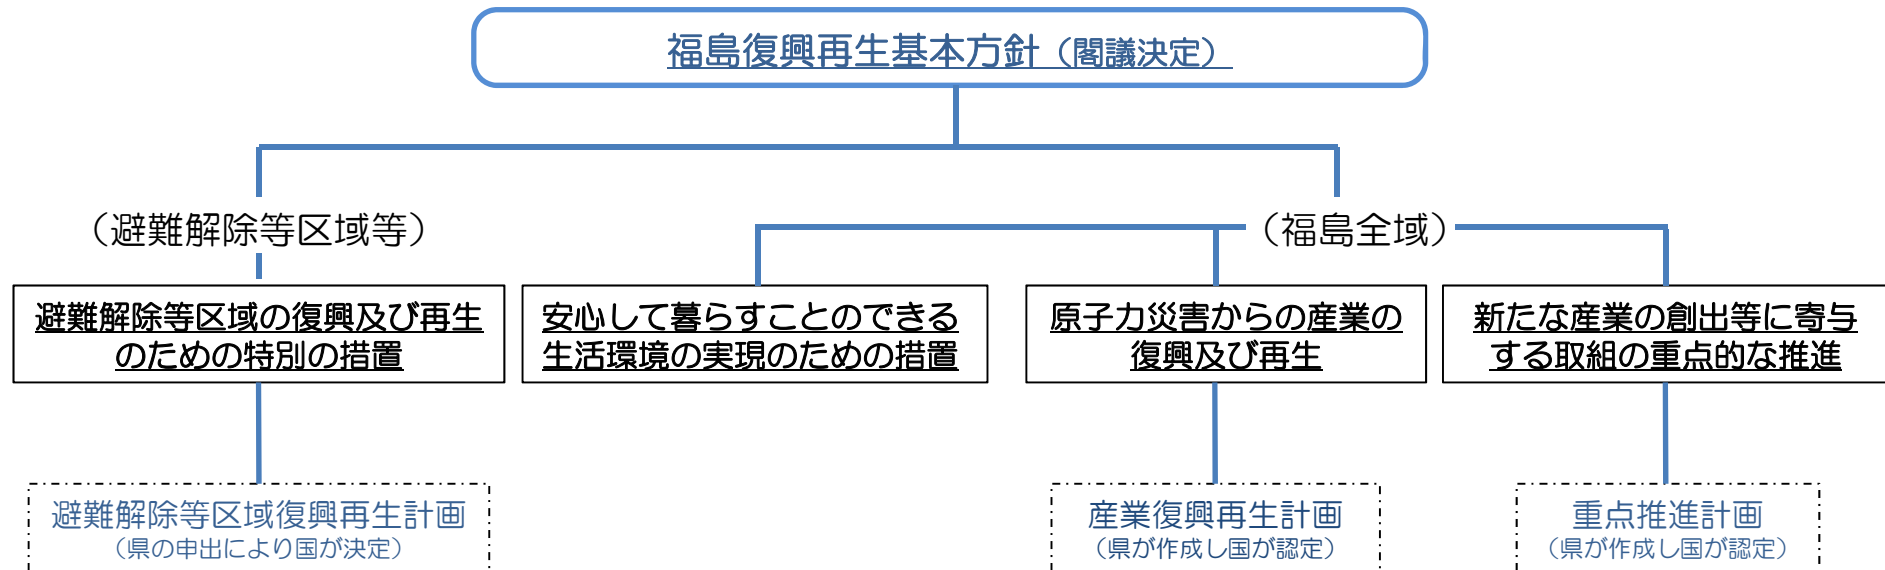 福島復興再生基本方針（閣議決定）
（避難解除等区域等）
（福島全域）
避難解除等区域の復興及び再生
のための特別の措置
安心して暮らすことのできる
生活環境の実現のための措置
原子力災害からの産業の
復興及び再生
新たな産業の創出等に寄与
する取組の重点的な推進
避難解除等区域復興再生計画
（県の申出により国が決定）
産業復興再生計画
（県が作成し国が認定）
重点推進計画
（県が作成し国が認定）